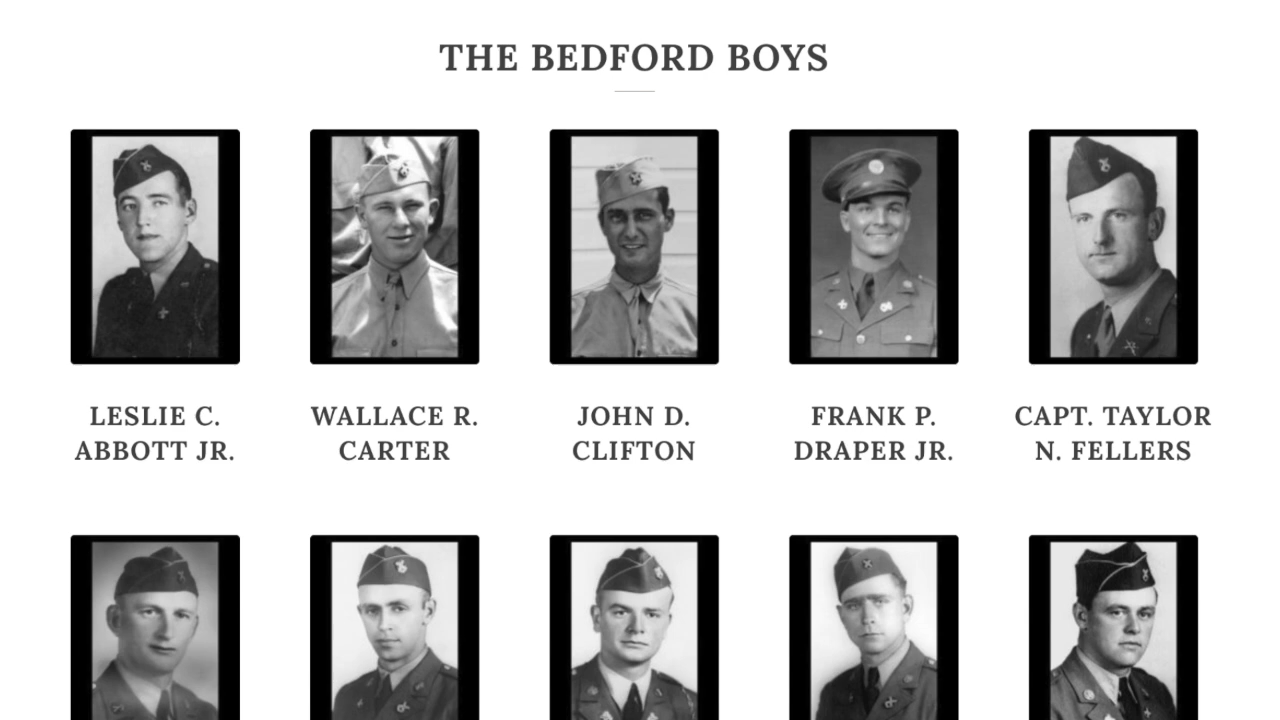 THE BEDFORD BOYS
LESLIE C.
ABBOTT JR.
WALLACE R.
CARTER
JOHN D.
CLIFTON
FRANK P.
DRAPER JR.
CAPT. TAYLOR
N. FELLERS